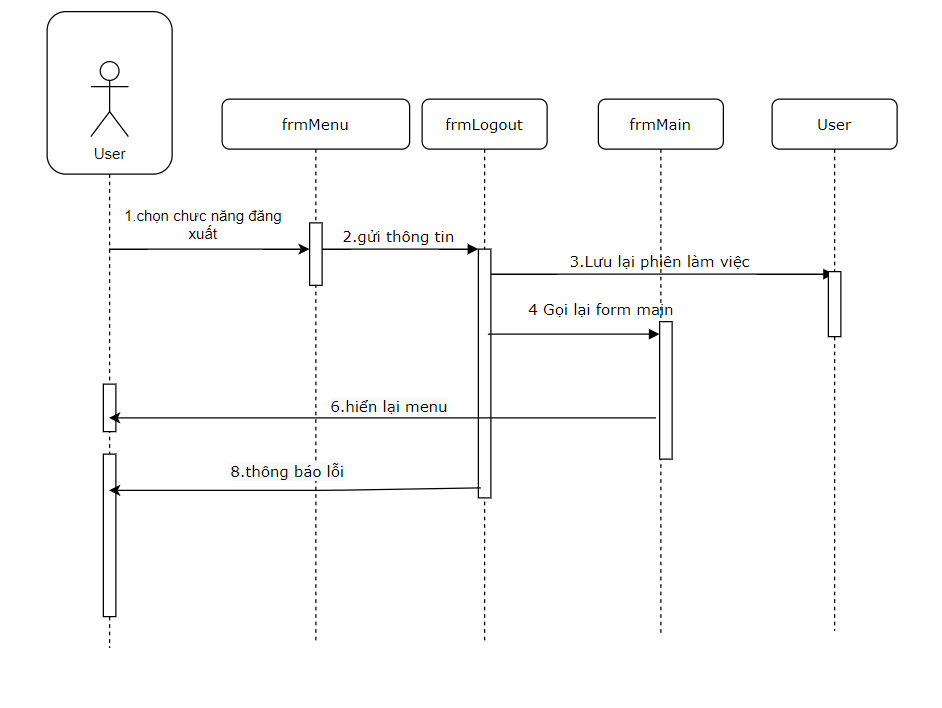 User
frmMenu
frmLogout
frmMain
User
1.chọn chưc năng đăng
xuất
2.gửi thông tin
3.Lưu lại phiên làm việc
4 Gọi lại form main
6.hiển lại menu
8.thông báo lỗi